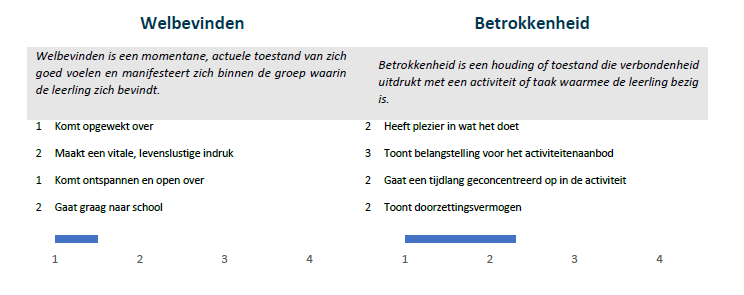 Welbevinden
Welbevinden is een momentane, actuele toestand van zich
goed voelen en manifesteert zich binnen de groep waarin
de leerling zich bevindt.
1 Komt opgewekt over
2 Maakt een vitale, levenslustige indruk
1 Komt ontspannen en open over
2 Gaat graag naar school
1 2 3 4
Betrokkenheid
Betrokkenheid is een houding of toestand die verbondenheid
uitdrukt met een activiteit of taak waarmee de leerling bezig
is.
2 Heeft plezier in wat het doet
3 Toont belangstelling voor het activiteitenaanbod
2 Gaat een tijdlang geconcentreerd op in de activiteit
2 Toont doorzettingsvermogen
1 2 3 4